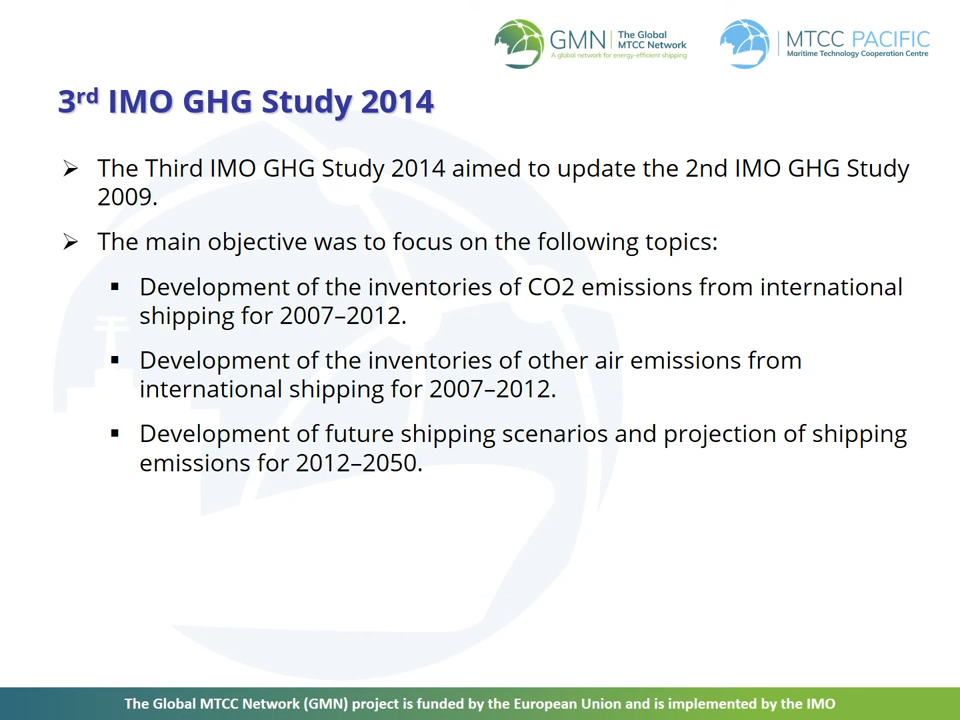 GMN
The Global
MTCC Network
A global network for energy-efficient shipping
MTCC PACIFIC
Maritime Technology Cooperation Centre
3rd IMO GHG Study 2014
The Third IMO GHG Study 2014 aimed to update the 2nd IMO GHG Study
2009.
The main objective was to focus on the following topics:
Development of the inventories of CO2 emissions from international
shipping for 2007–2012.
Development of the inventories of other air emissions from
international shipping for 2007–2012.
Development of future shipping scenarios and projection of shipping
emissions for 2012–2050.
The Global MTCC Network (GMN) project is funded by the European Union and is implemented by the IMO